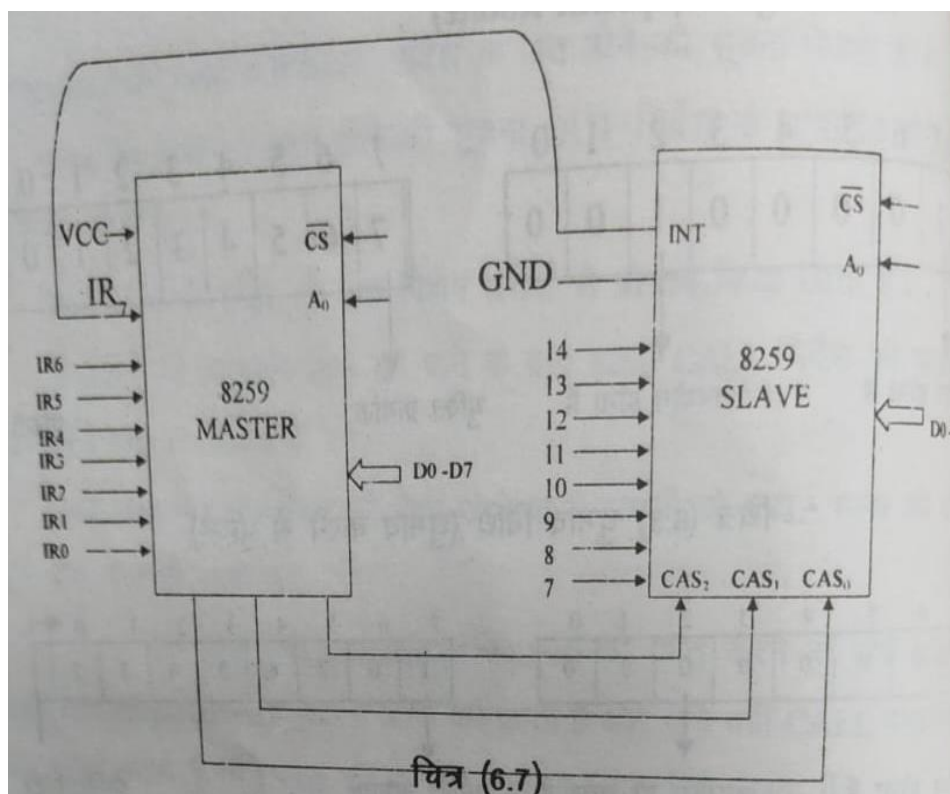 VCC
IR7
IR6
IR5
IR4
IR3
IR2
IR1
IR0
CS
A0
8259
MASTER
D0 -D7
INT
GND
14
13
12
11
10
9
8
7
CS
A0
8259
SLAVE
D0-
CAS2 CAS1 CAS0
चित्र (6.7)